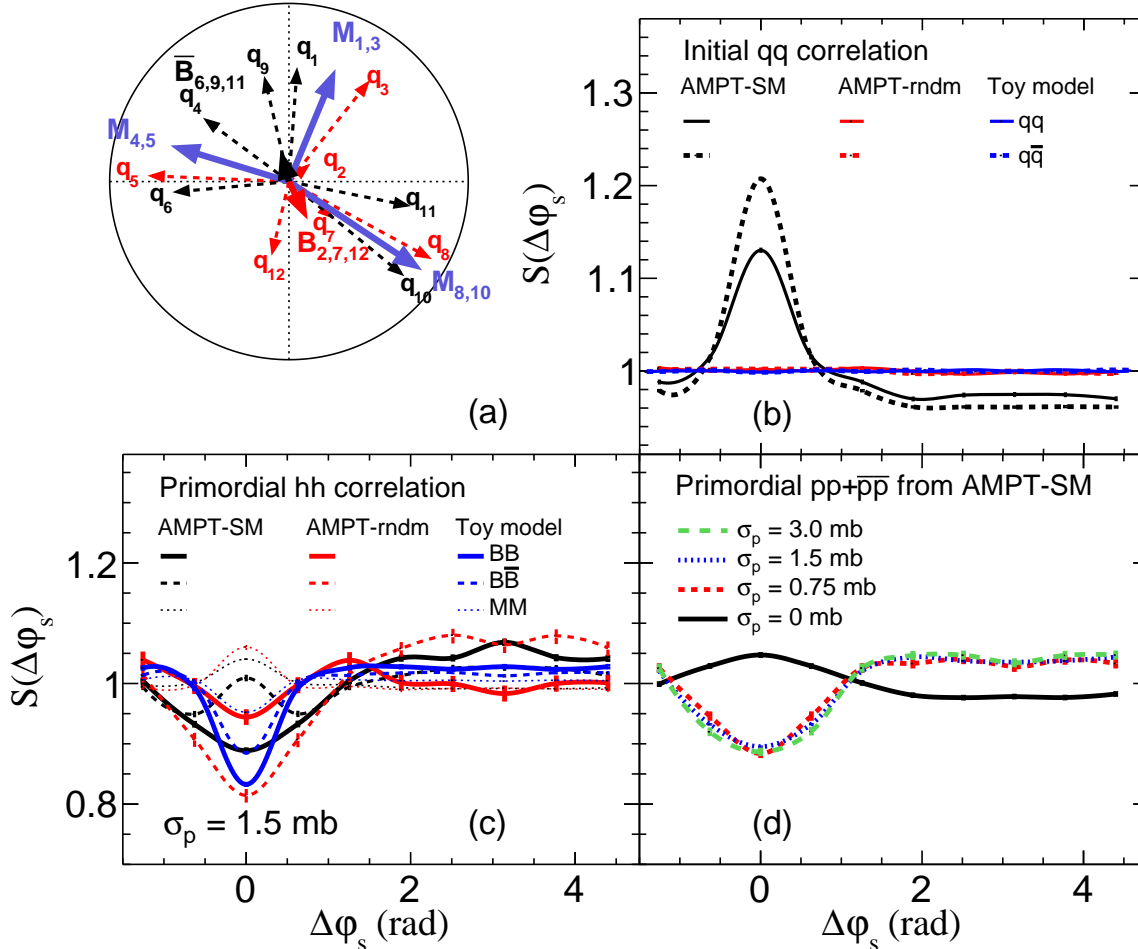 M1,3
B̅6,9,11
q9
q1
q3
q4
M4,5
q2
q5
q6
q11
q7
B2,7,12
q8
q12
q10
M8,10
(a)
Initial qq correlation
AMPT-SM AMPT-rndm Toy model
qq
qq̅
1.3
1.2
1.1
1
S(Δφs)
(b)
Primordial hh correlation
AMPT-SM AMPT-rndm Toy model
BB
BB̅
MM
1.2
1
0.8
S(Δφs)
σp = 1.5 mb
(c)
0 2 4
Δφs (rad)
Primordial pp+p̅p̅ from AMPT-SM
σp = 3.0 mb
σp = 1.5 mb
σp = 0.75 mb
σp = 0 mb
(d)
0 2 4
Δφs (rad)